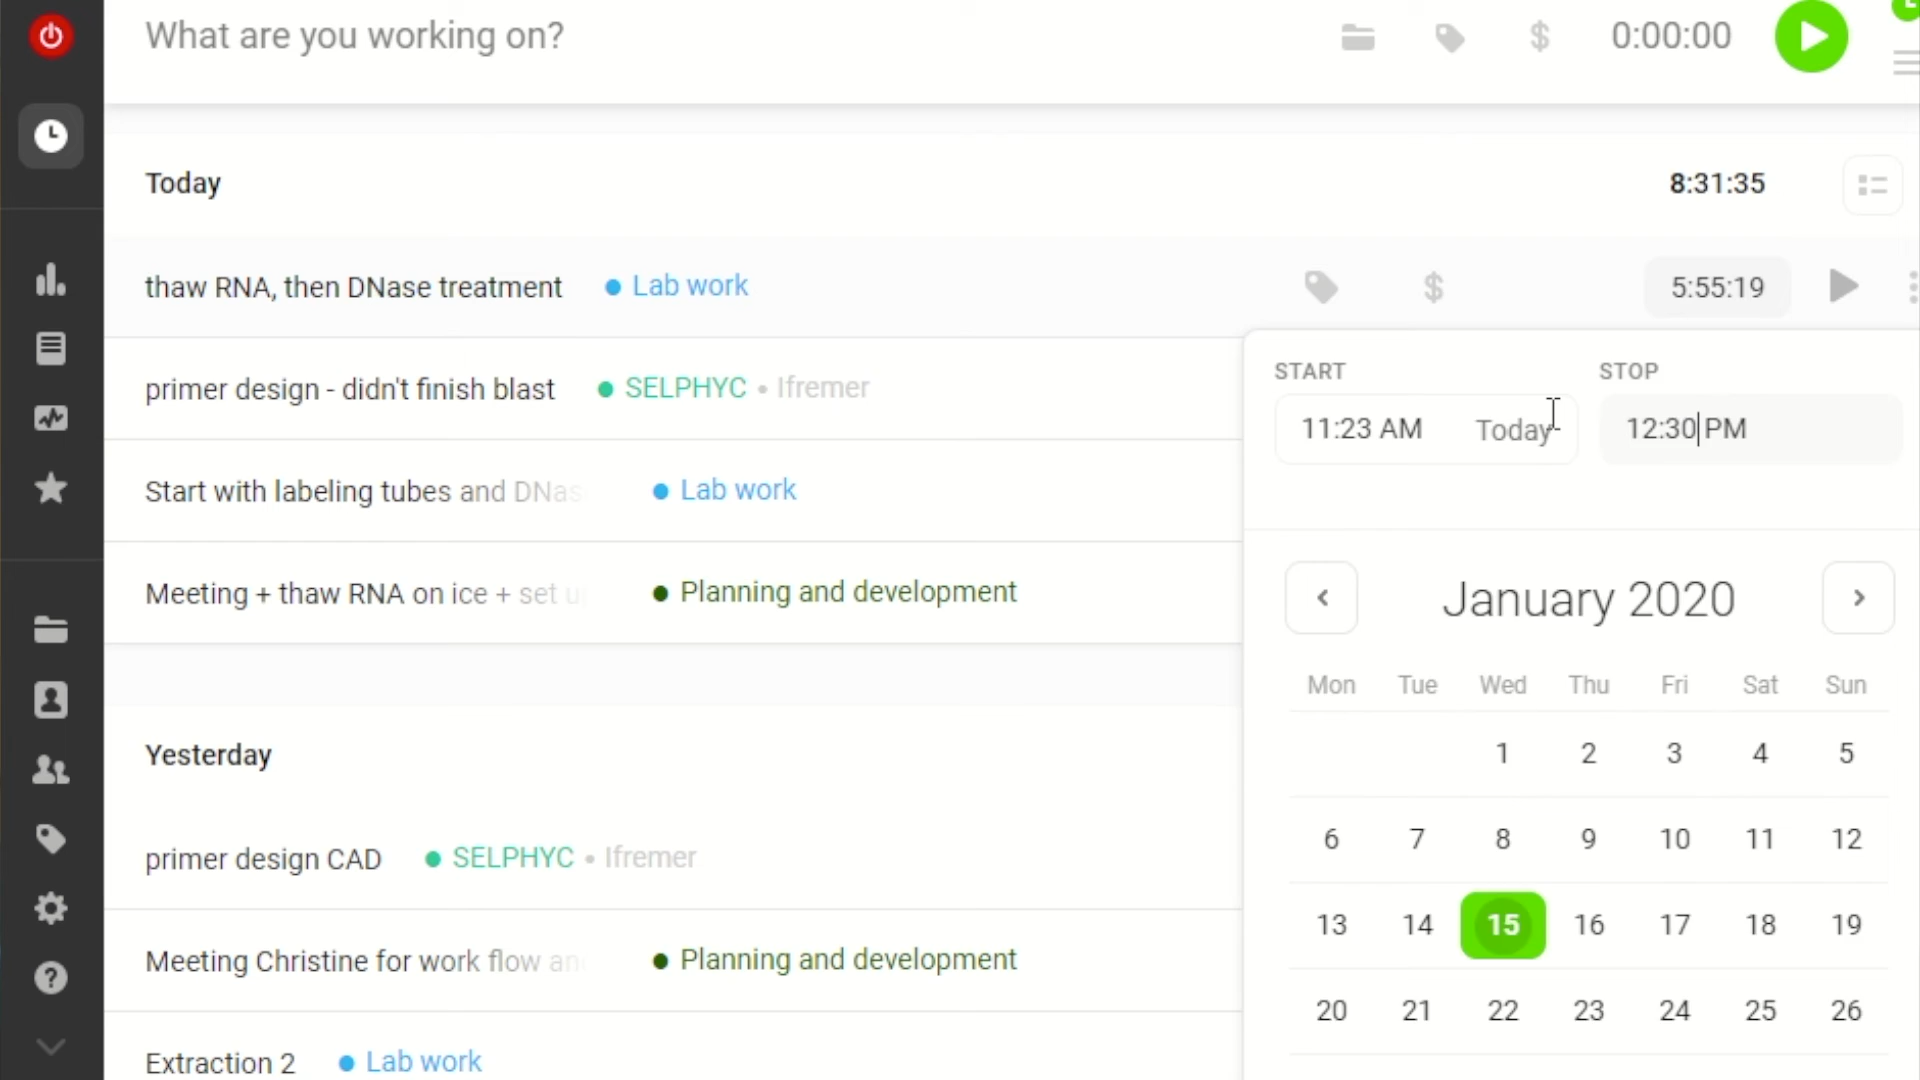 What are you working on?
$ 0:00:00
Today 8:31:35
thaw RNA, then DNase treatment • Lab work $ 5:55:19
primer design - didn't finish blast • SELPHYC • Ifremer
START STOP
11:23 AM Today 12:30 PM
Start with labeling tubes and DNas • Lab work
Meeting + thaw RNA on ice + set u • Planning and development
January 2020
Mon Tue Wed Thu Fri Sat Sun
1 2 3 4 5
6 7 8 9 10 11 12
13 14 15 16 17 18 19
20 21 22 23 24 25 26
Yesterday
primer design CAD • SELPHYC • Ifremer
Meeting Christine for work flow an • Planning and development
Extraction 2 • Lab work